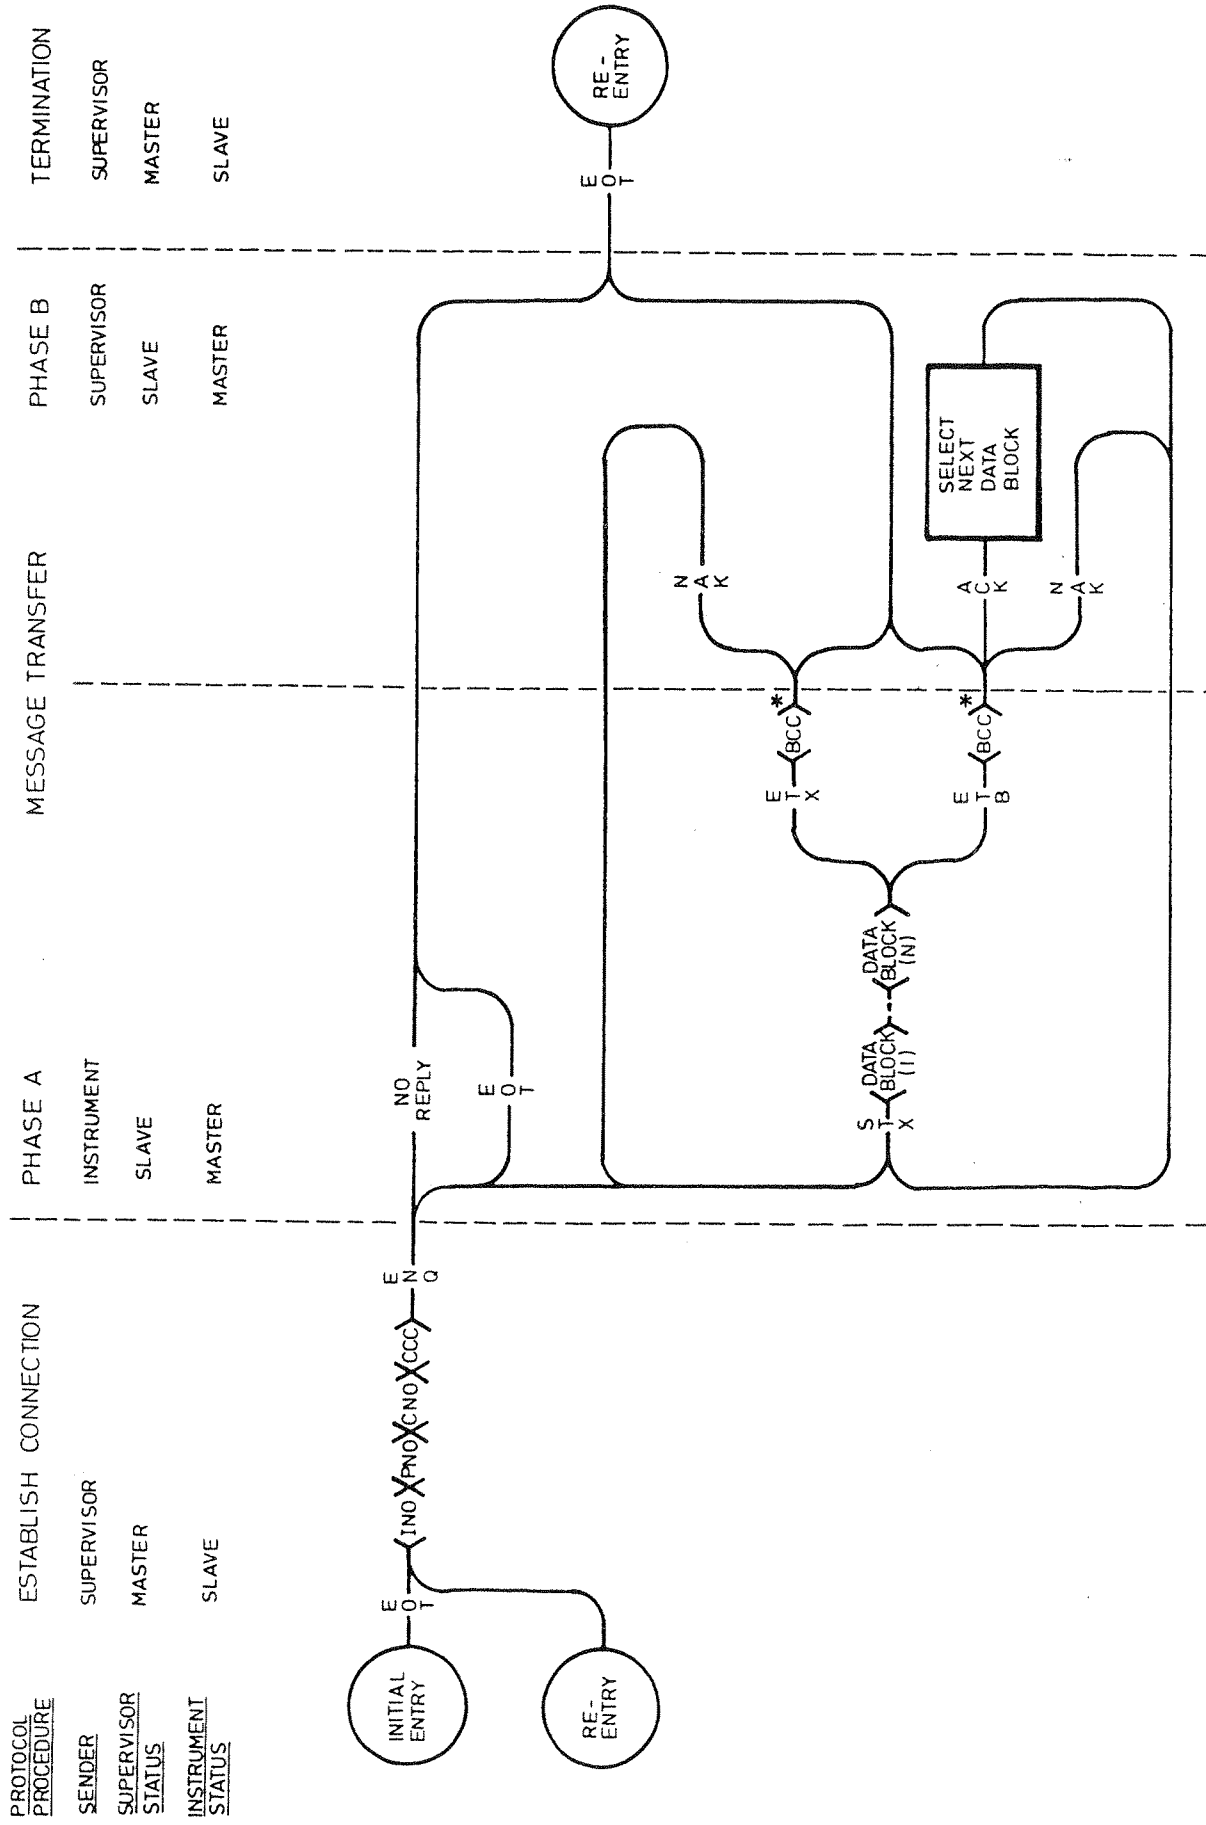 PROTOCOL
PROCEDURE
ESTABLISH CONNECTION
PHASE A
MESSAGE TRANSFER
PHASE B
TERMINATION
SENDER
SUPERVISOR
INSTRUMENT
SUPERVISOR
SUPERVISOR
SUPERVISOR
STATUS
MASTER
SLAVE
SLAVE
MASTER
INSTRUMENT
STATUS
SLAVE
MASTER
MASTER
SLAVE
INITIAL
ENTRY
EOT
INO
PNO
CNO
CCC
ENQ
NO
REPLY
EOT
RE-
ENTRY
EOT
RE-
ENTRY
NAK
STX
DATA
BLOCK
(1)
DATA
BLOCK
(N)
ETX
BCC
*
ETB
BCC
*
ACK
SELECT
NEXT
DATA
BLOCK
NAK